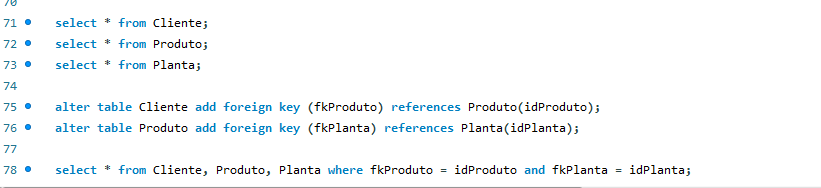 70
71 select * from Cliente;
72 select * from Produto;
73 select * from Planta;
74
75 alter table Cliente add foreign key (fkProduto) references Produto(idProduto);
76 alter table Produto add foreign key (fkPlanta) references Planta(idPlanta);
77
78 select * from Cliente, Produto, Planta where fkProduto = idProduto and fkPlanta = idPlanta;